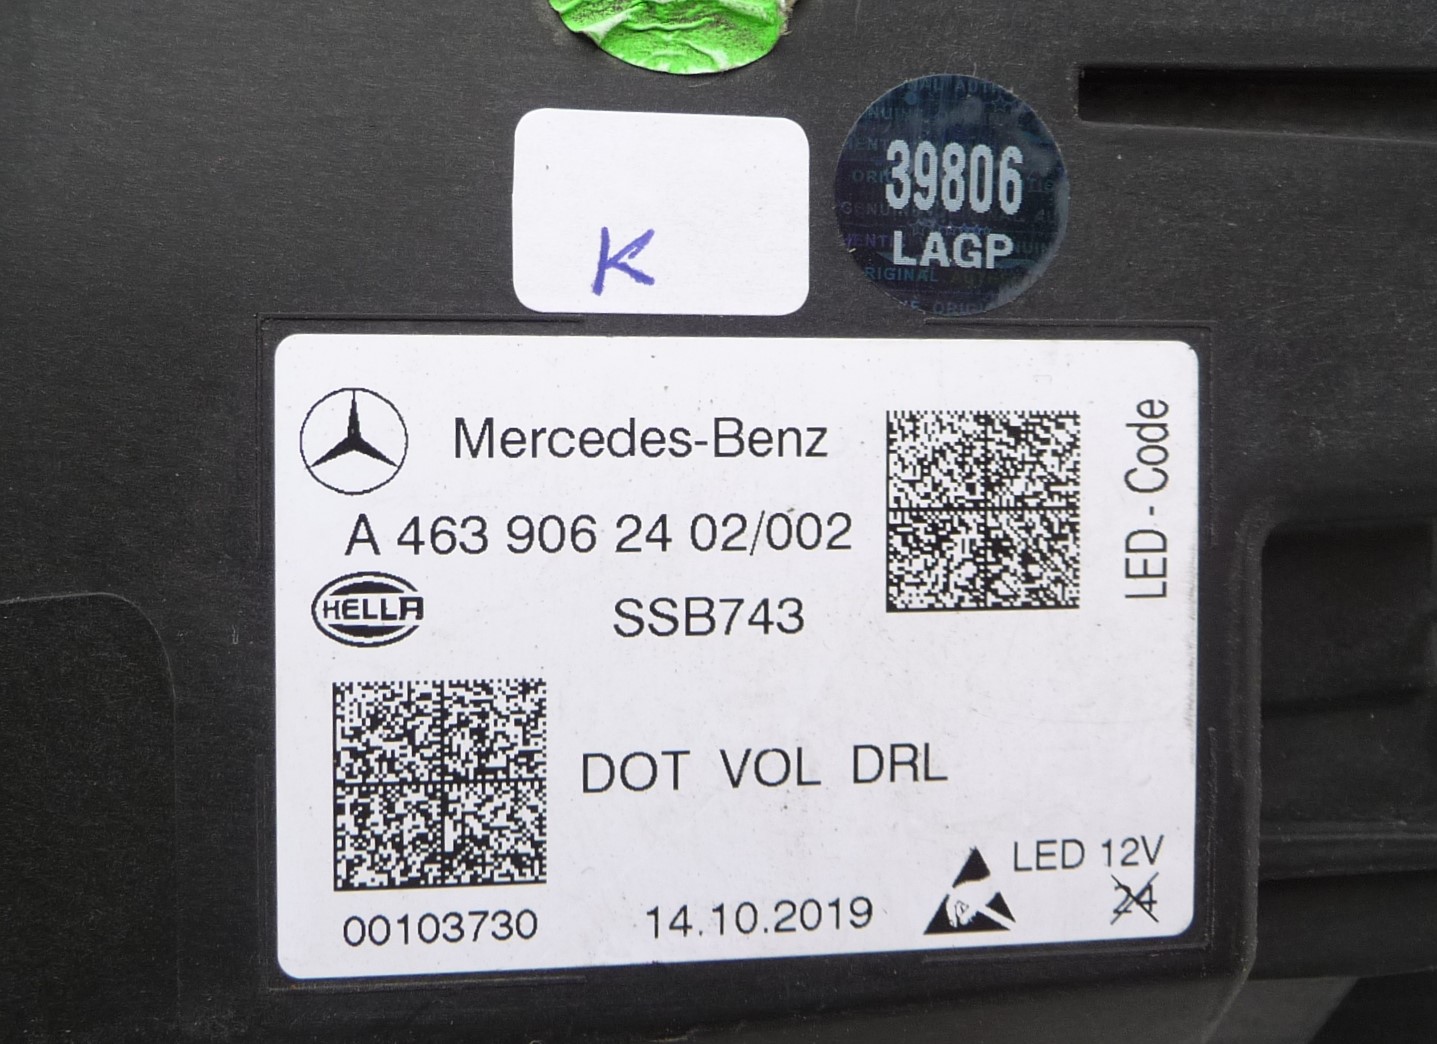 K
39806
LAGP
Mercedes-Benz
A 463 906 24 02/002
HELLA
SSB743
LED - Code
DOT VOL DRL
LED 12V
24
00103730
14.10.2019